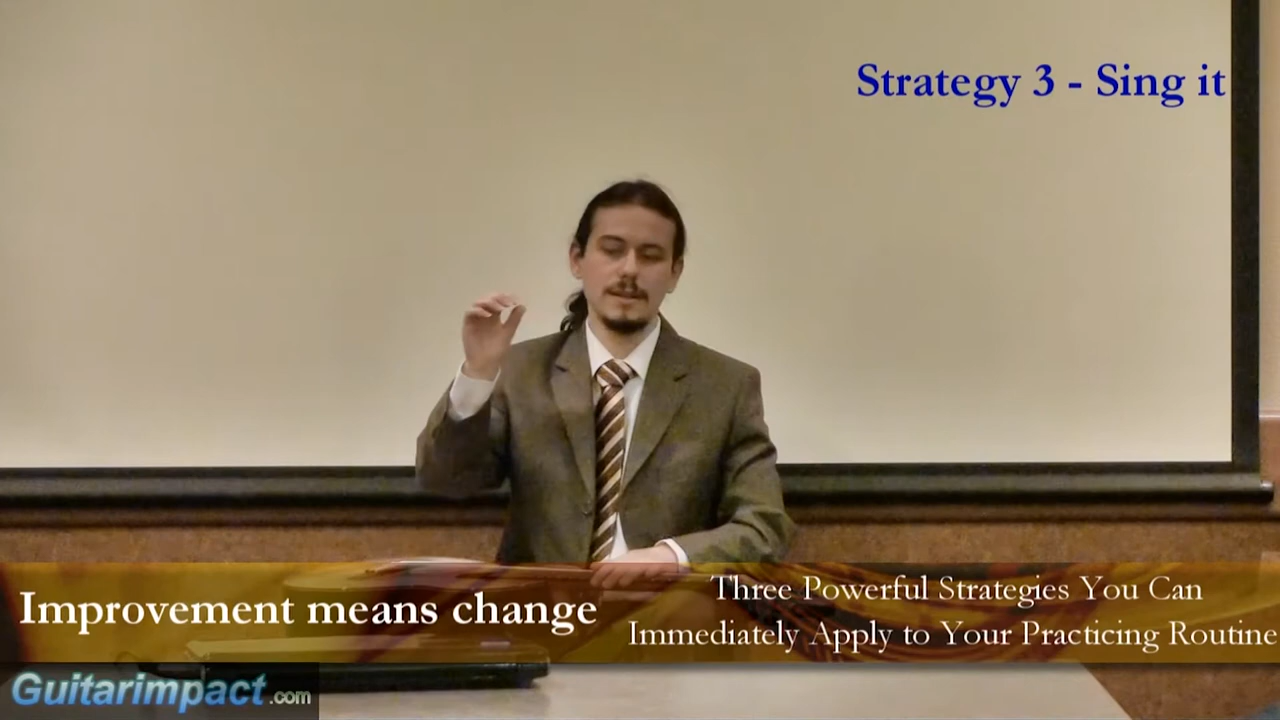 Strategy 3 - Sing it
Improvement means change
Three Powerful Strategies You Can
Immediately Apply to Your Practicing Routine
Guitarimpact.com